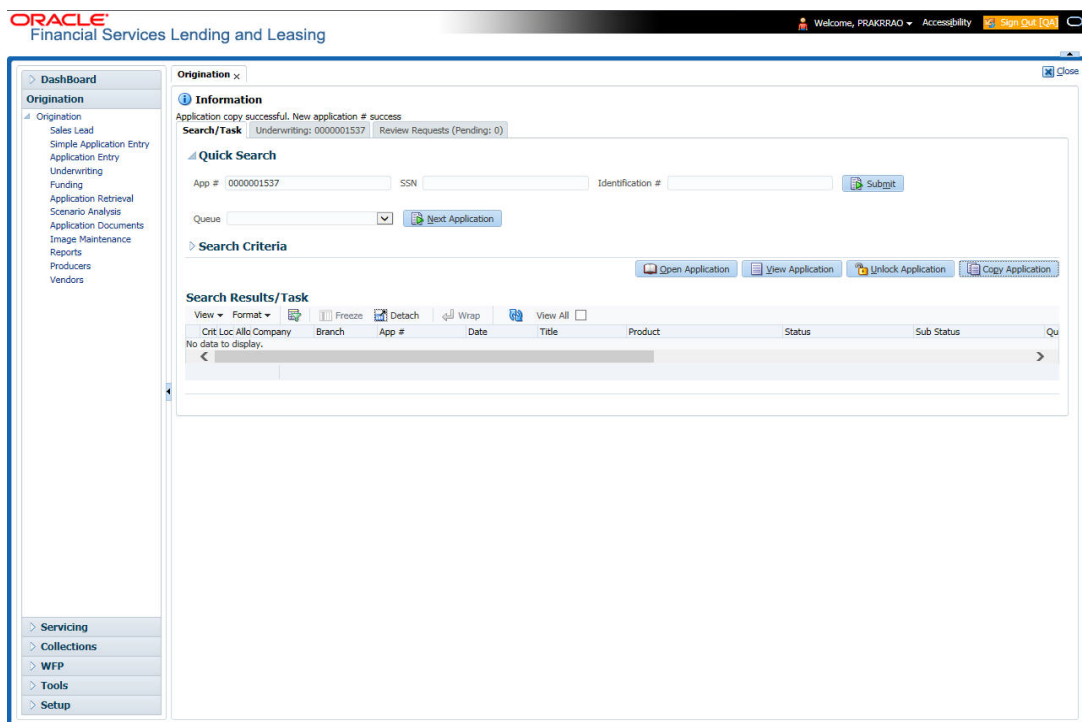 ORACLE
Financial Services Lending and Leasing
Welcome, PRAKRRAO Accessibility Sign Out [QA]
Close
DashBoard
Origination
Origination
Sales Lead
Simple Application Entry
Application Entry
Underwriting
Funding
Application Retrieval
Scenario Analysis
Application Documents
Image Maintenance
Reports
Producers
Vendors
Servicing
Collections
WFP
Tools
Setup
Origination x
Information
Application copy successful. New application # success
Search/Task Underwriting: 0000001537 Review Requests (Pending: 0)
Quick Search
App # 0000001537 SSN Identification # Submit
Queue Next Application
Search Criteria
Open Application View Application Unlock Application Copy Application
Search Results/Task
View Format Freeze Detach Wrap View All
Crit Loc Allo Company Branch App # Date Title Product Status Sub Status Qu
No data to display.